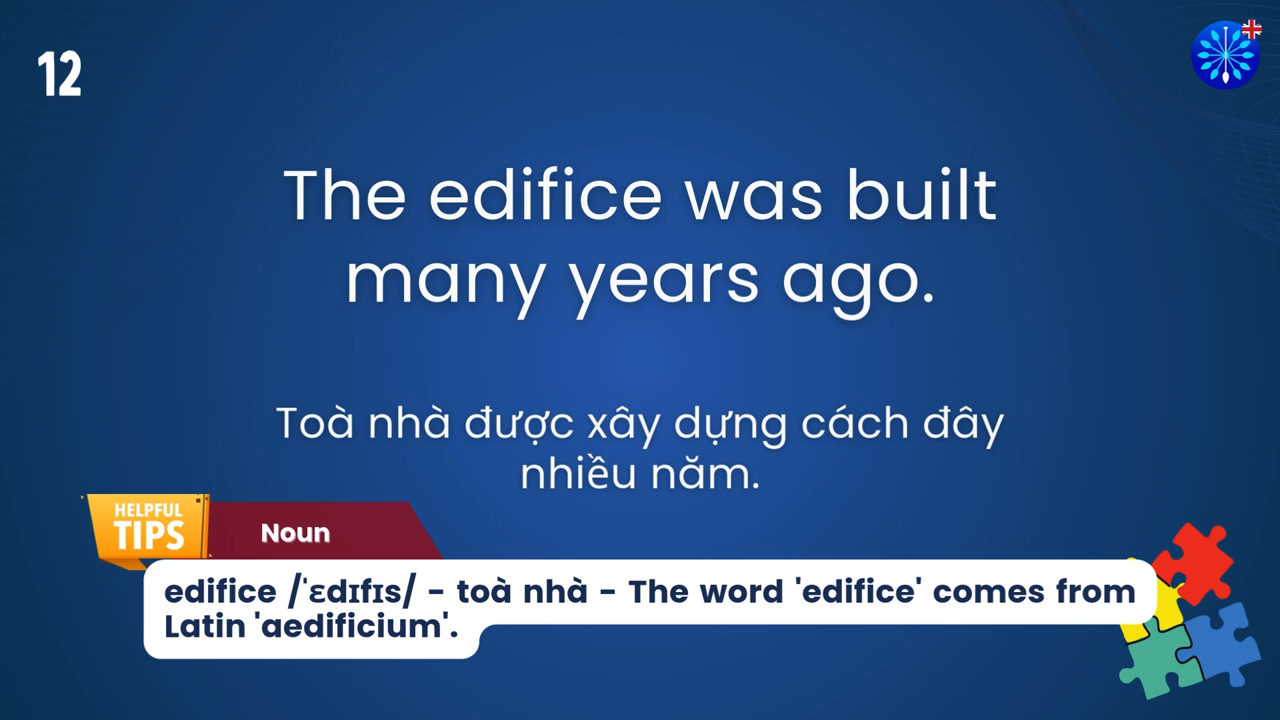 12
The edifice was built
many years ago.
Toà nhà được xây dựng cách đây
nhiều năm.
HELPFUL
TIPS
Noun
edifice /ˈɛdɪfɪs/ - toà nhà - The word 'edifice' comes from
Latin 'aedificium'.